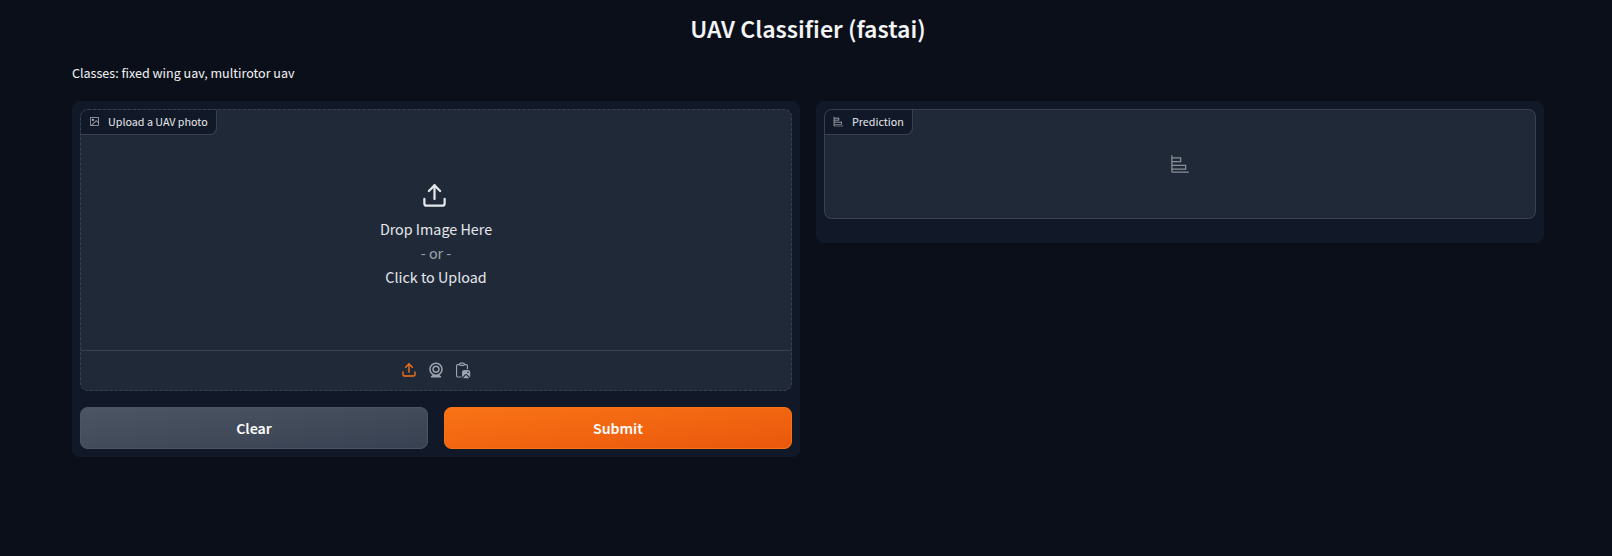 UAV Classifier (fastai)
Classes: fixed wing uav, multirotor uav
Upload a UAV photo
Drop Image Here
- or -
Click to Upload
Clear
Submit
Prediction